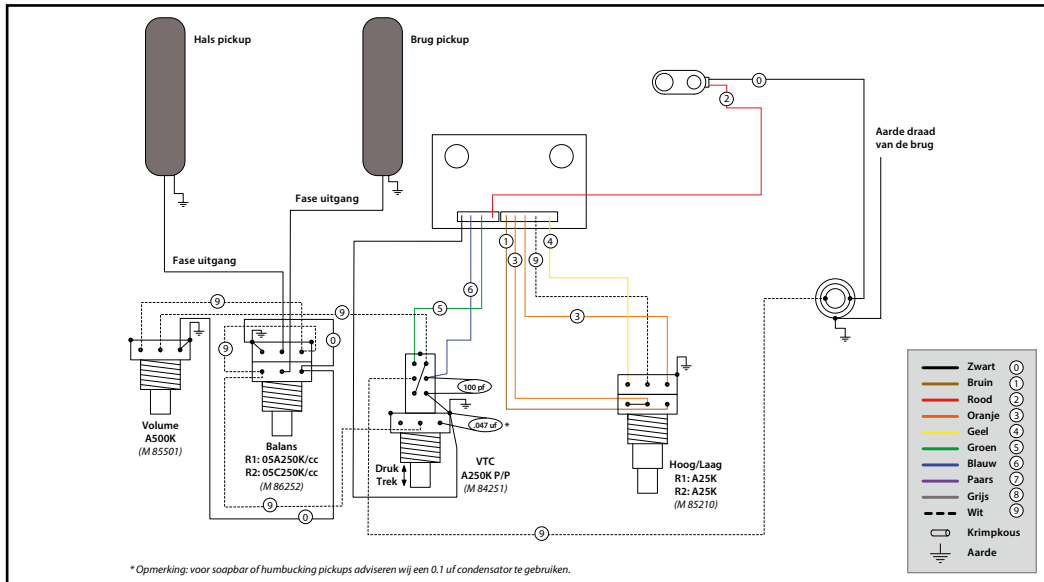 Hals pickup
Brug pickup
0
2
Aarde draad
van de brug
Fase uitgang
Fase uitgang
1
3
9
4
6
5
3
9
9
9
0
100 pf
.047 uf *
Volume
A500K
(M 85501)
Balans
R1: 05A250K/cc
R2: 05C250K/cc
(M 86252)
Druk
Trek
VTC
A250K P/P
(M 84251)
Hoog/Laag
R1: A25K
R2: A25K
(M 85210)
9
0
9
Zwart 0
Bruin 1
Rood 2
Oranje 3
Geel 4
Groen 5
Blauw 6
Paars 7
Grijs 8
Wit 9
Krimpkous
Aarde
* Opmerking: voor soapbar of humbucking pickups adviseren wij een 0.1 uf condensator te gebruiken.